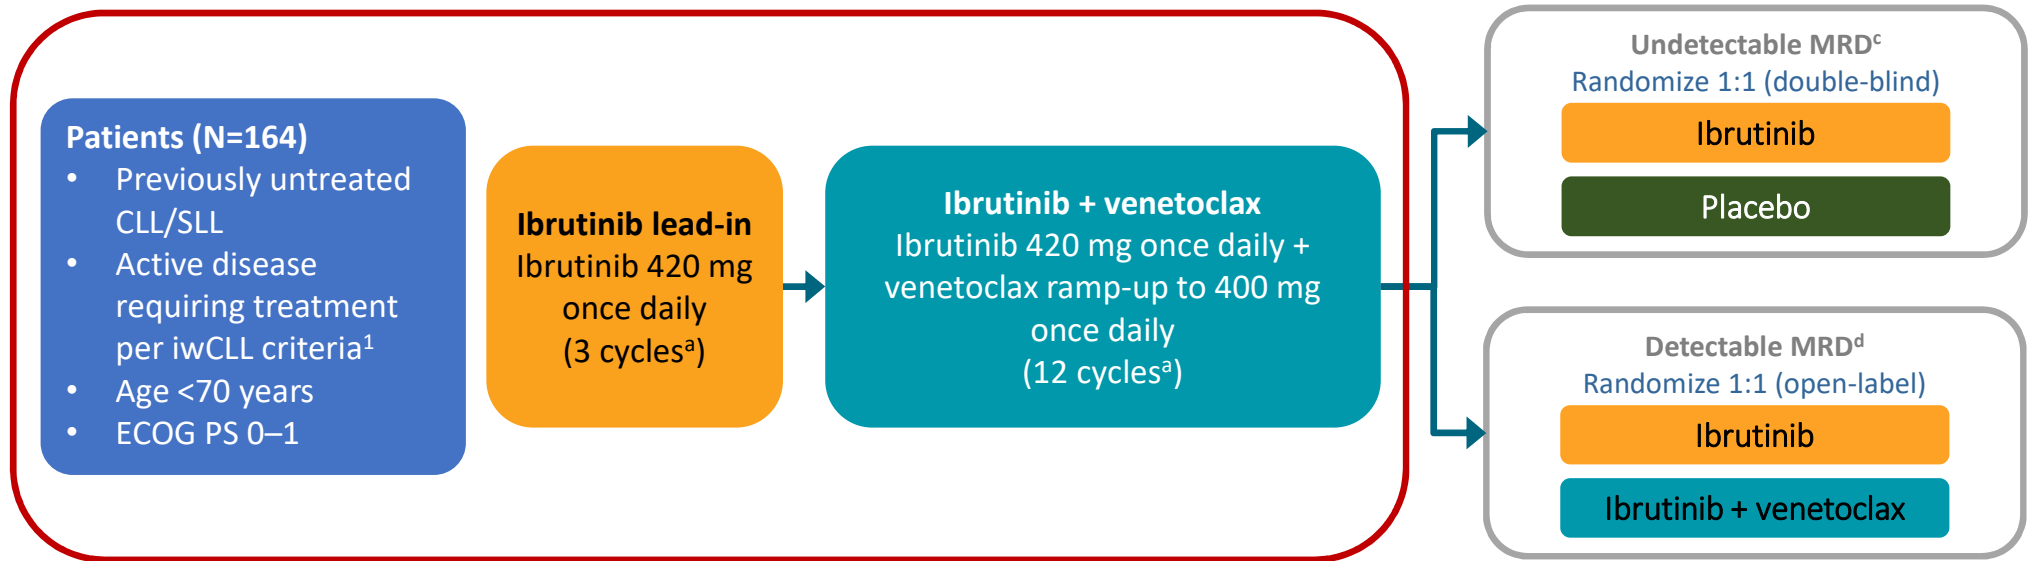 Patients (N=164)
• Previously untreated
CLL/SLL
• Active disease
requiring treatment
per iwCLL criteria¹
• Age <70 years
• ECOG PS 0–1
Ibrutinib lead-in
Ibrutinib 420 mg
once daily
(3 cyclesᵃ)
Ibrutinib + venetoclax
Ibrutinib 420 mg once daily +
venetoclax ramp-up to 400 mg
once daily
(12 cyclesᵃ)
Undetectable MRDᶜ
Randomize 1:1 (double-blind)
Ibrutinib
Placebo
Detectable MRDᵈ
Randomize 1:1 (open-label)
Ibrutinib
Ibrutinib + venetoclax